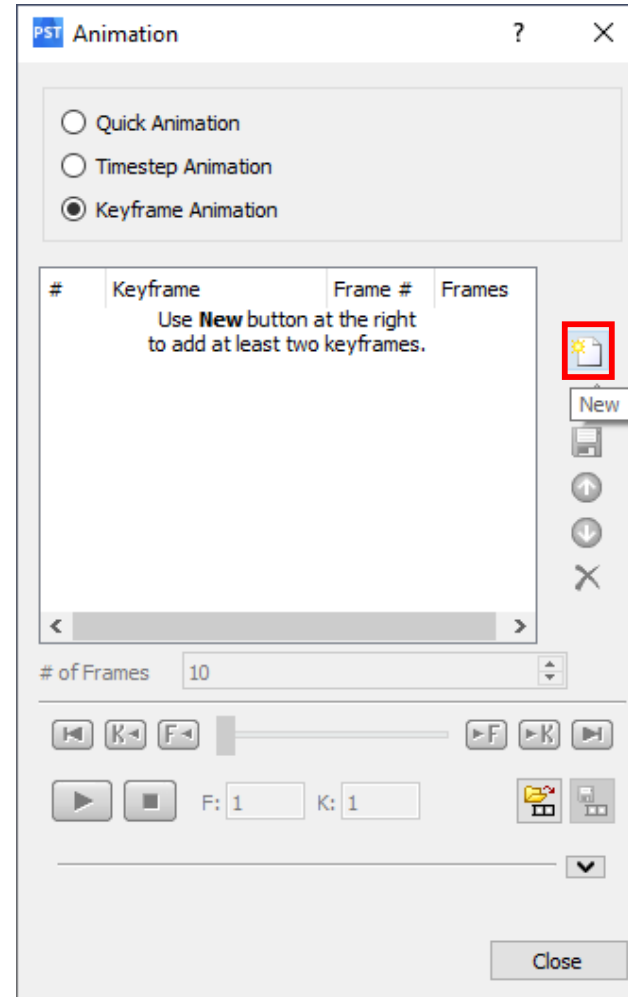 PST Animation ?
Quick Animation
Timestep Animation
Keyframe Animation
# Keyframe Frame # Frames
Use New button at the right
to add at least two keyframes.
New
# of Frames 10
K F F K
F: 1 K: 1
Close